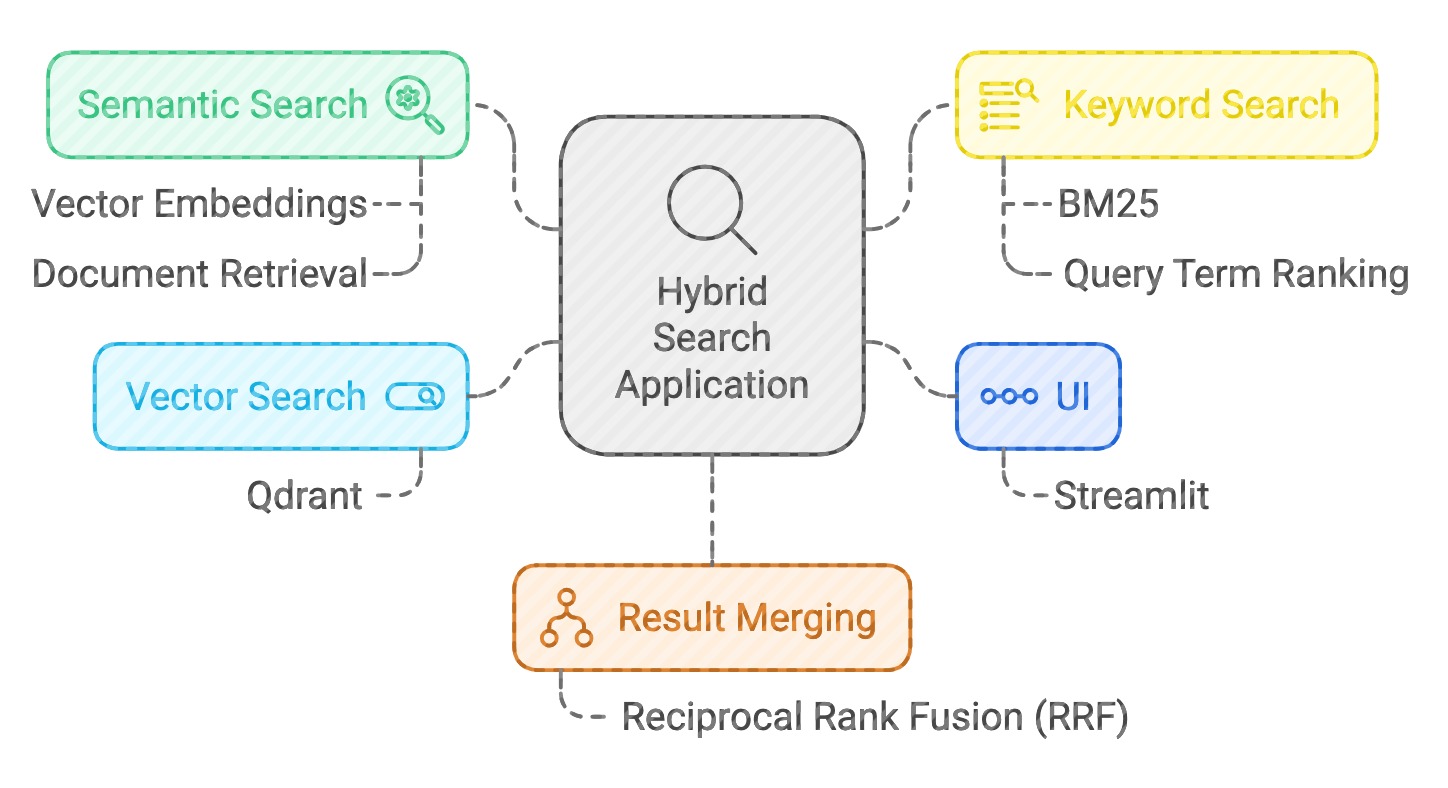 Semantic Search
Vector Embeddings
Document Retrieval
Vector Search
Qdrant
Hybrid
Search
Application
Keyword Search
BM25
Query Term Ranking
UI
Streamlit
Result Merging
Reciprocal Rank Fusion (RRF)